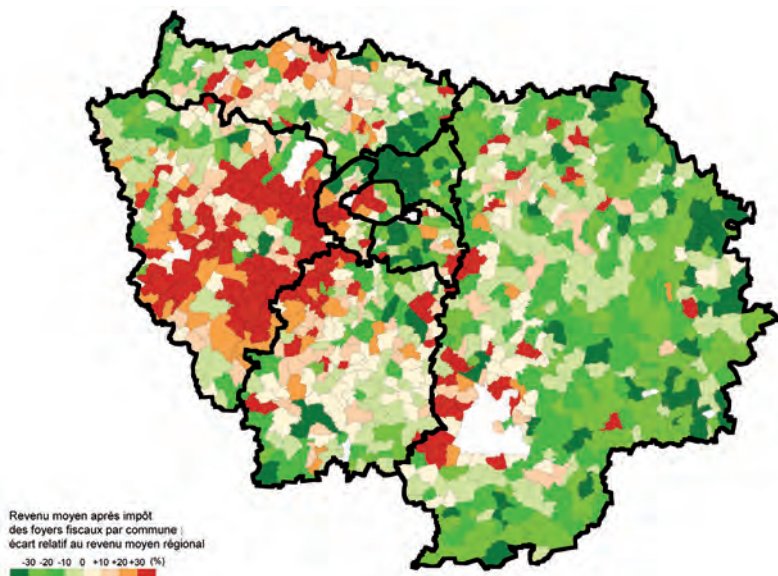 Revenu moyen après impôt
des foyers fiscaux par commune :
écart relatif au revenu moyen régional
-30 -20 -10 0 +10 +20 +30 (%)